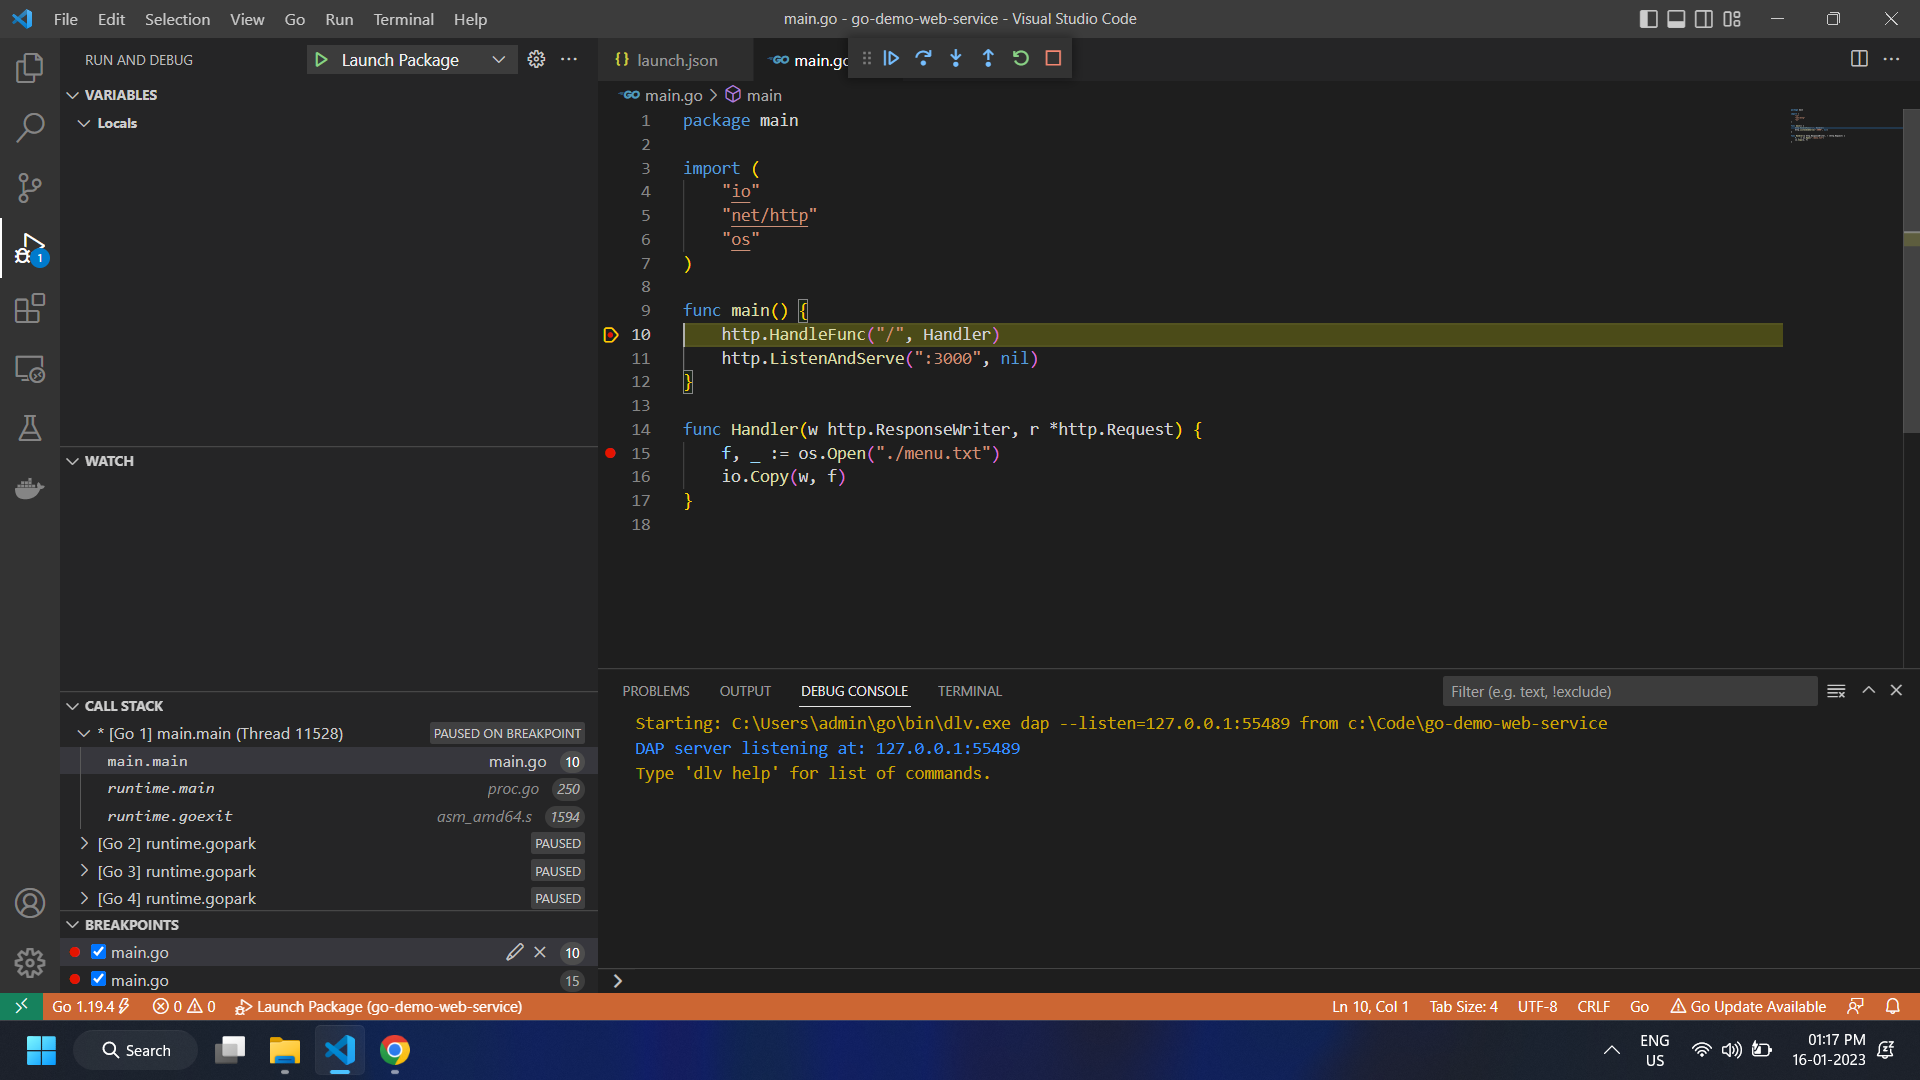 File Edit Selection View Go Run Terminal Help
main.go - go-demo-web-service - Visual Studio Code
RUN AND DEBUG
Launch Package
launch.json
main.go
VARIABLES
Locals
main.go > main
1 package main
2
3 import (
4 "io"
5 "net/http"
6 "os"
7 )
8
9 func main() {
10 http.HandleFunc("/", Handler)
11 http.ListenAndServe(":3000", nil)
12 }
13
14 func Handler(w http.ResponseWriter, r *http.Request) {
15 f, _ := os.Open("./menu.txt")
16 io.Copy(w, f)
17 }
18
1
WATCH
CALL STACK
* [Go 1] main.main (Thread 11528) PAUSED ON BREAKPOINT
main.main main.go 10
runtime.main proc.go 250
runtime.goexit asm_amd64.s 1594
[Go 2] runtime.gopark PAUSED
[Go 3] runtime.gopark PAUSED
[Go 4] runtime.gopark PAUSED
BREAKPOINTS
main.go 10
main.go 15
PROBLEMS OUTPUT DEBUG CONSOLE TERMINAL
Filter (e.g. text, !exclude)
Starting: C:\Users\admin\go\bin\dlv.exe dap --listen=127.0.0.1:55489 from c:\Code\go-demo-web-service
DAP server listening at: 127.0.0.1:55489
Type 'dlv help' for list of commands.
Go 1.19.4 0 0 Launch Package (go-demo-web-service)
Ln 10, Col 1 Tab Size: 4 UTF-8 CRLF Go Go Update Available
Search
ENG
US
01:17 PM
16-01-2023